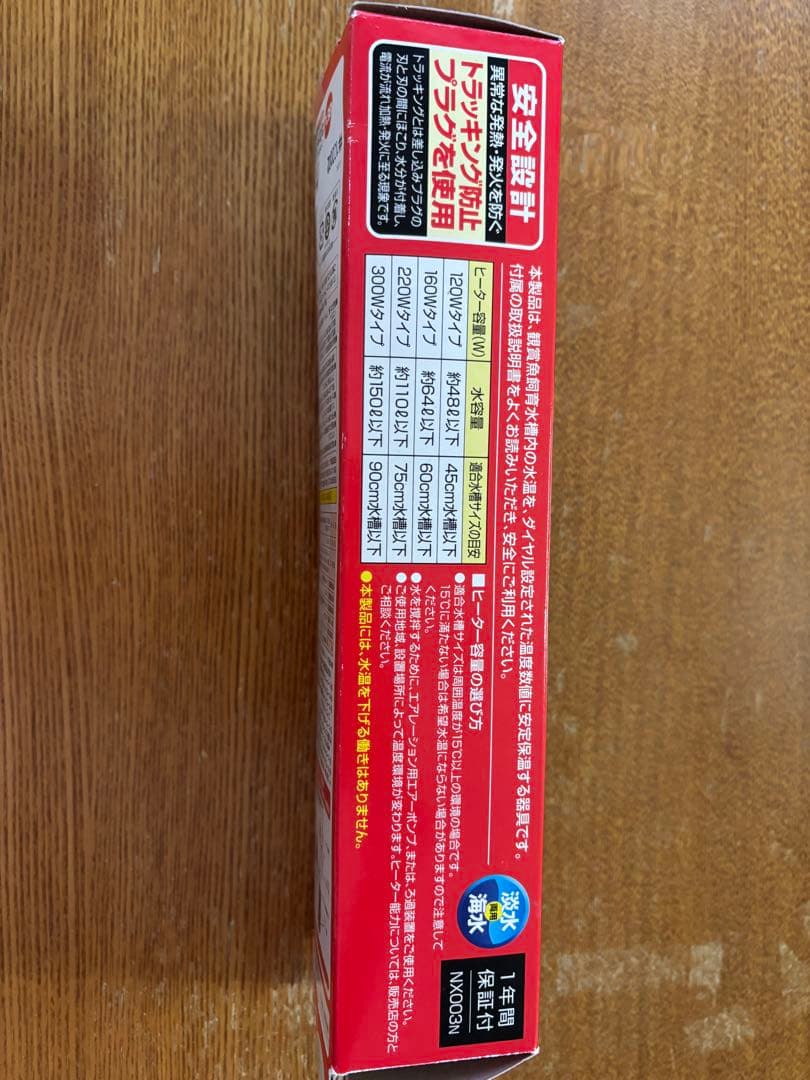 安全設計
異常な発熱・発火を防ぐ
トラッキング防止
プラグを使用
トラッキングとは差し込みプラグの
刃と刃の間にほこり、水分が付着し、
電流が流れ加熱・発火に至る現象です。
本製品は、観賞魚飼育水槽内の水温を、ダイヤル設定された温度数値に安定保温する器具です。
付属の取扱説明書をよくお読みいただき、安全にご利用ください。
ヒーター容量(W) 水容量 適合水槽サイズの目安
120Wタイプ 約48ℓ以下 45cm水槽以下
160Wタイプ 約64ℓ以下 60cm水槽以下
220Wタイプ 約110ℓ以下 75cm水槽以下
300Wタイプ 約150ℓ以下 90cm水槽以下
■ヒーター容量の選び方
●適合水槽サイズは周囲温度が15℃以上の環境の場合です。
15℃に満たない場合は希望水温にならない場合がありますので注意して
ください。
●水を撹拌するために、エアレーション用エアーポンプ、または、ろ過装置をご使用ください。
●ご使用地域、設置場所によって温度環境が変わります。ヒーター能力については、販売店の方と
ご相談ください。
●本製品には、水温を下げる働きはありません。
淡水
両用
海水
1年間
保証付
NX003N